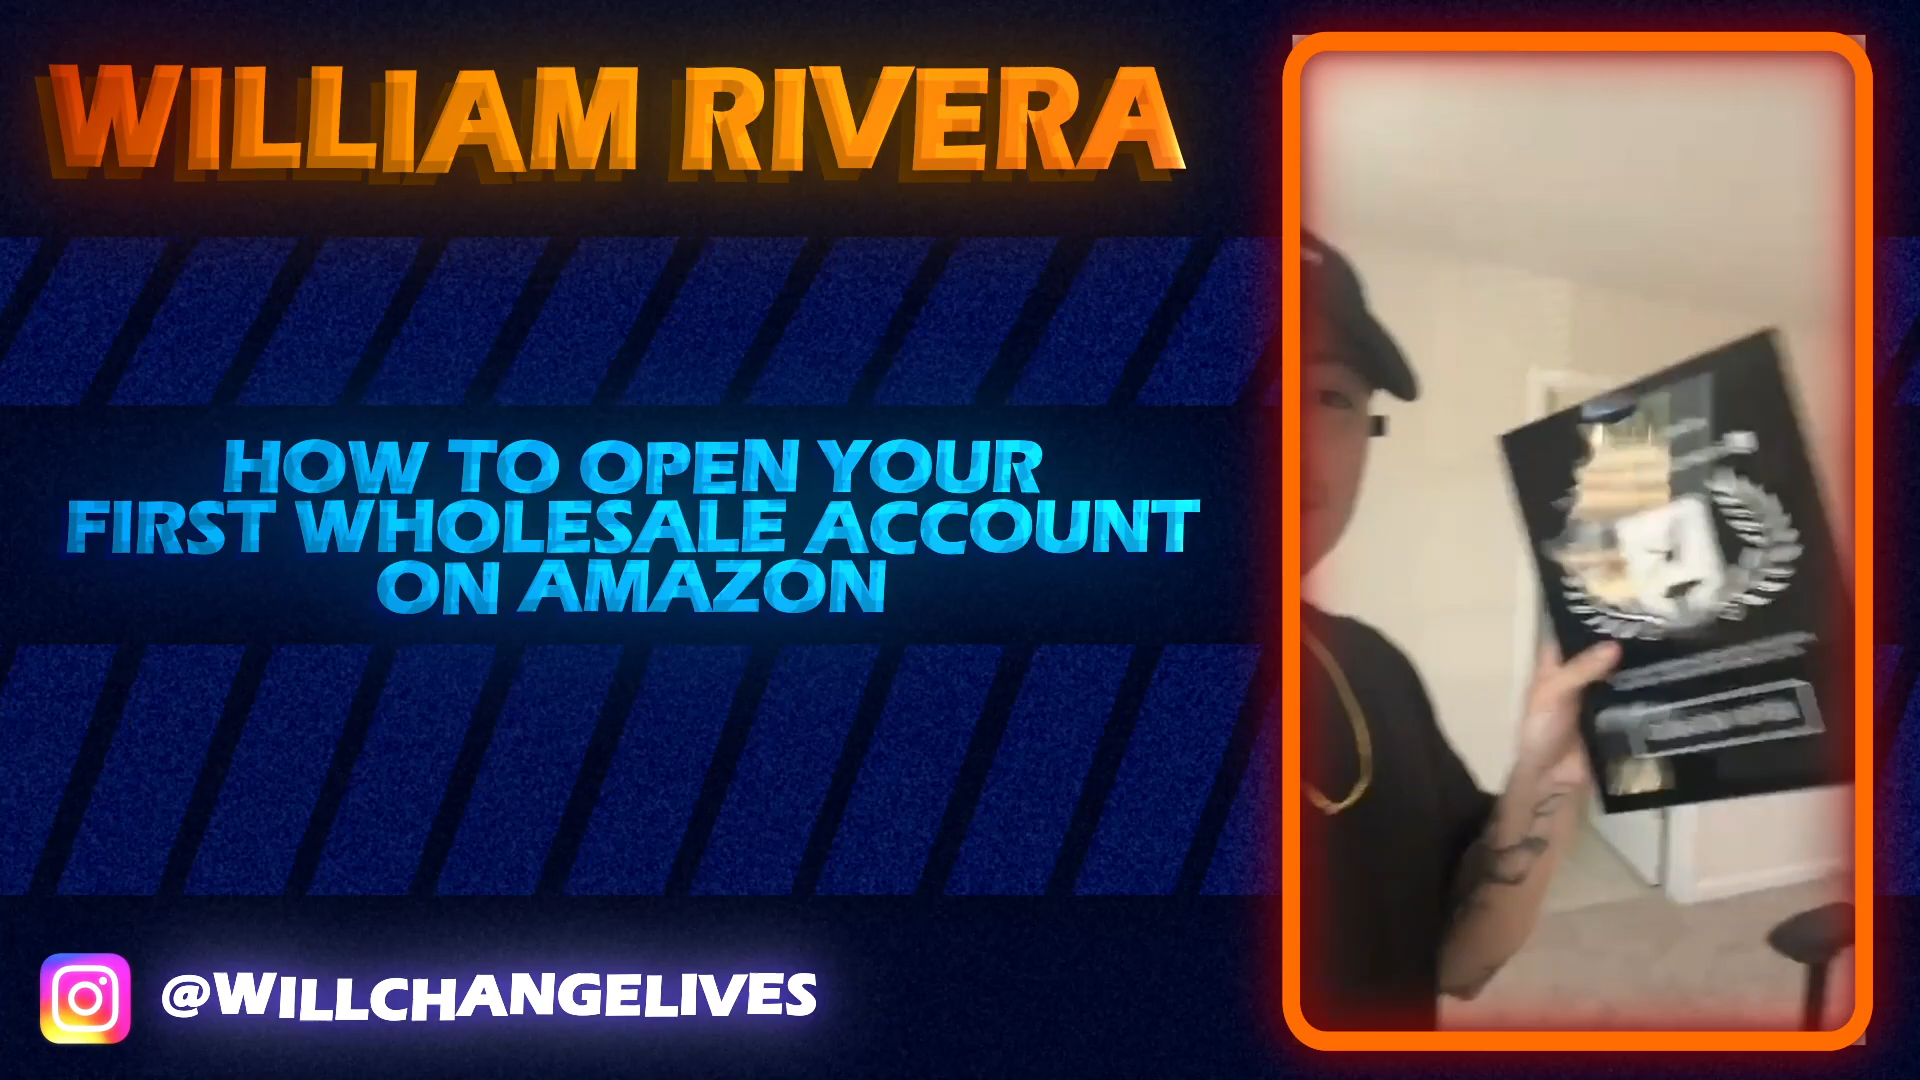 WILLIAM RIVERA
HOW TO OPEN YOUR
FIRST WHOLESALE ACCOUNT
ON AMAZON
@WILLCHANGELIVES